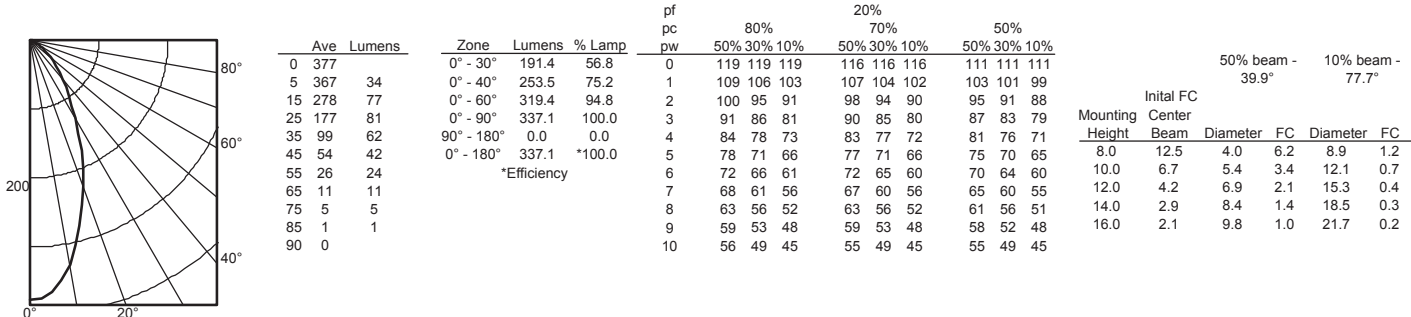 200
0°
20°
40°
60°
80°
Ave Lumens
0 377
5 367 34
15 278 77
25 177 81
35 99 62
45 54 42
55 26 24
65 11 11
75 5 5
85 1 1
90 0
Zone Lumens % Lamp
0° - 30° 191.4 56.8
0° - 40° 253.5 75.2
0° - 60° 319.4 94.8
0° - 90° 337.1 100.0
90° - 180° 0.0 0.0
0° - 180° 337.1 *100.0
*Efficiency
pf 20%
pc 80% 70% 50%
pw 50% 30% 10% 50% 30% 10% 50% 30% 10%
0 119 119 119 116 116 116 111 111 111
1 109 106 103 107 104 102 103 101 99
2 100 95 91 98 94 90 95 91 88
3 91 86 81 90 85 80 87 83 79
4 84 78 73 83 77 72 81 76 71
5 78 71 66 77 71 66 75 70 65
6 72 66 61 72 65 60 70 64 60
7 68 61 56 67 60 56 65 60 55
8 63 56 52 63 56 52 61 56 51
9 59 53 48 59 53 48 58 52 48
10 56 49 45 55 49 45 55 49 45
50% beam - 10% beam -
39.9° 77.7°
Inital FC
Mounting Center
Height Beam Diameter FC Diameter FC
8.0 12.5 4.0 6.2 8.9 1.2
10.0 6.7 5.4 3.4 12.1 0.7
12.0 4.2 6.9 2.1 15.3 0.4
14.0 2.9 8.4 1.4 18.5 0.3
16.0 2.1 9.8 1.0 21.7 0.2